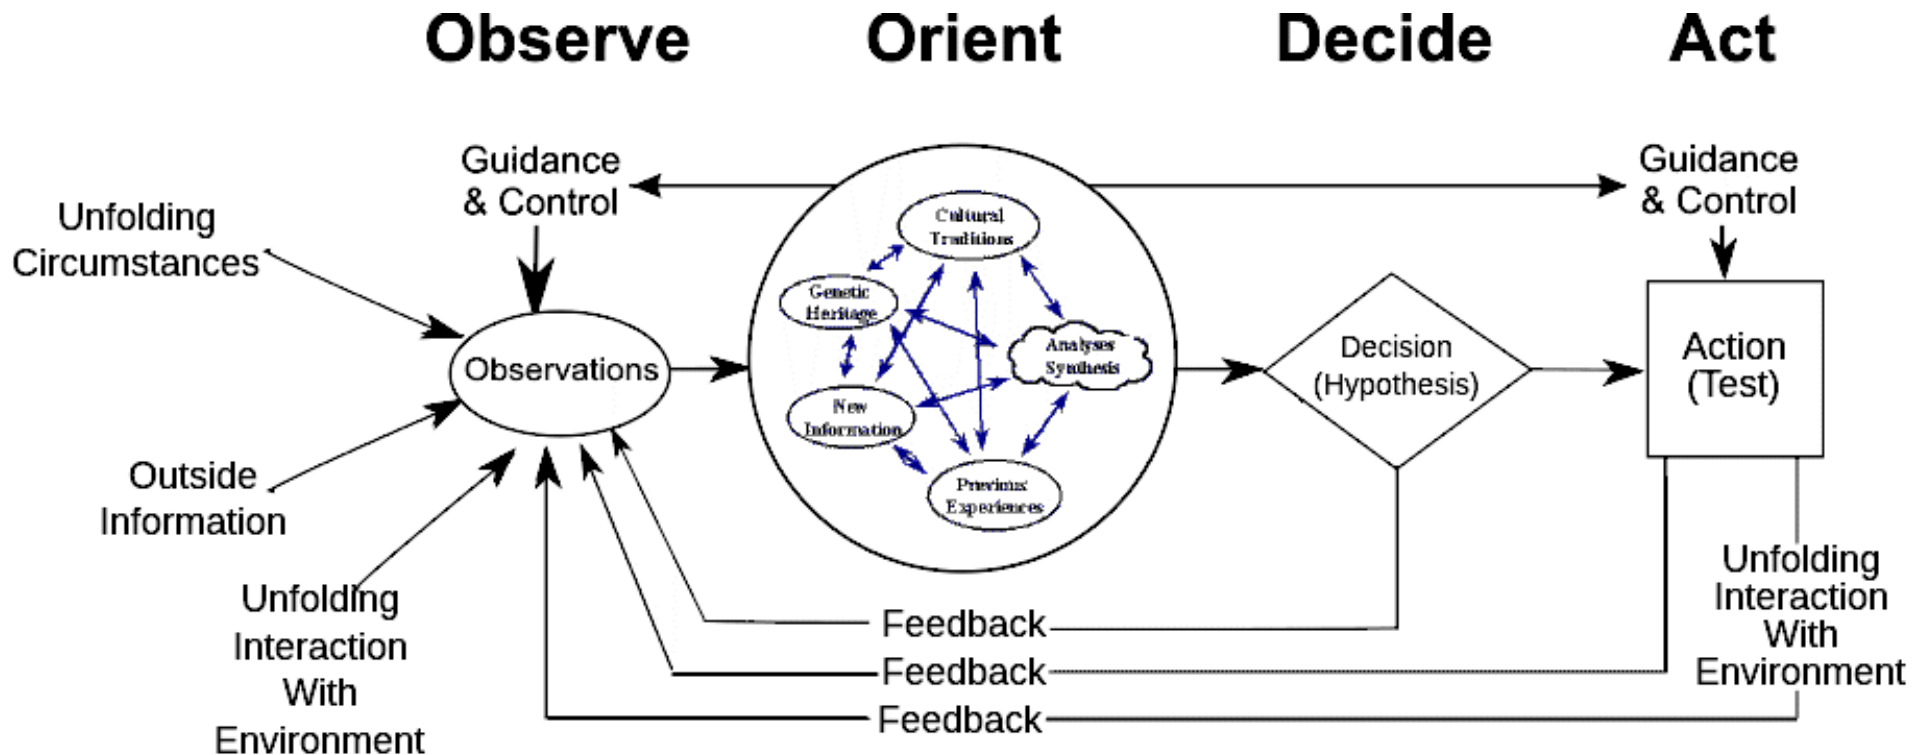 Observe
Orient
Decide
Act
Guidance
& Control
Guidance
& Control
Unfolding
Circumstances
Observations
Outside
Information
Unfolding
Interaction
With
Environment
Cultural
Traditions
Genetic
Heritage
Analyses
Synthesis
New
Information
Previous
Experiences
Decision
(Hypothesis)
Action
(Test)
Unfolding
Interaction
With
Environment
Feedback
Feedback
Feedback